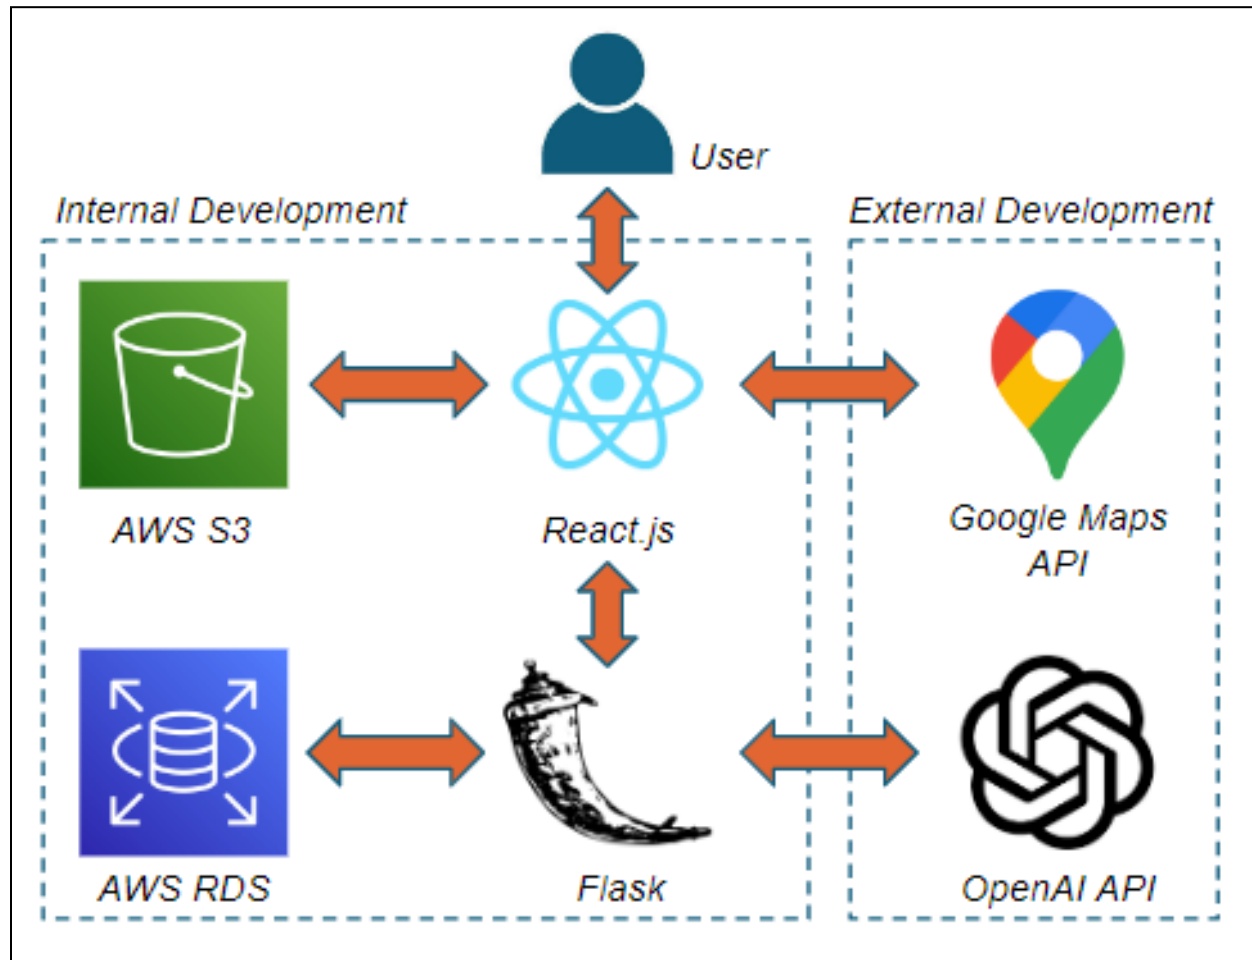 User
Internal Development
External Development
AWS S3
React.js
Google Maps
API
AWS RDS
Flask
OpenAI API